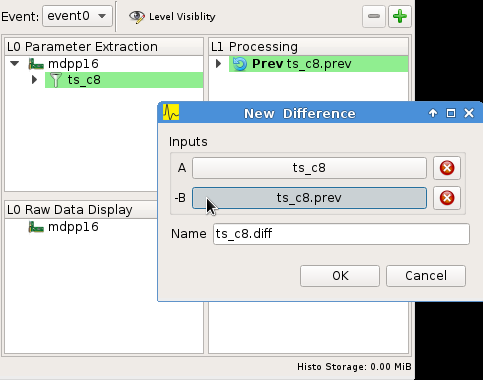 Event: event0 Level Visiblity
L0 Parameter Extraction
mdpp16
ts_c8
L1 Processing
Prev ts_c8.prev
New Difference
Inputs
A ts_c8
-B ts_c8.prev
Name ts_c8.diff
OK Cancel
L0 Raw Data Display
mdpp16
Histo Storage: 0.00 MiB